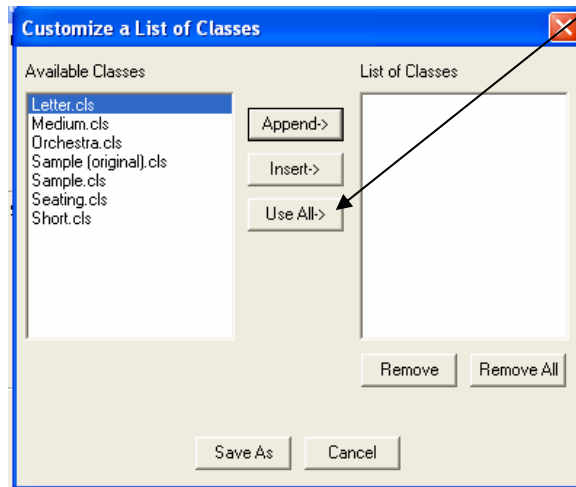 Customize a List of Classes
Available Classes
List of Classes
Letter.cls
Medium.cls
Orchestra.cls
Sample (original).cls
Sample.cls
Seating.cls
Short.cls
Append->
Insert->
Use All->
Remove
Remove All
Save As
Cancel